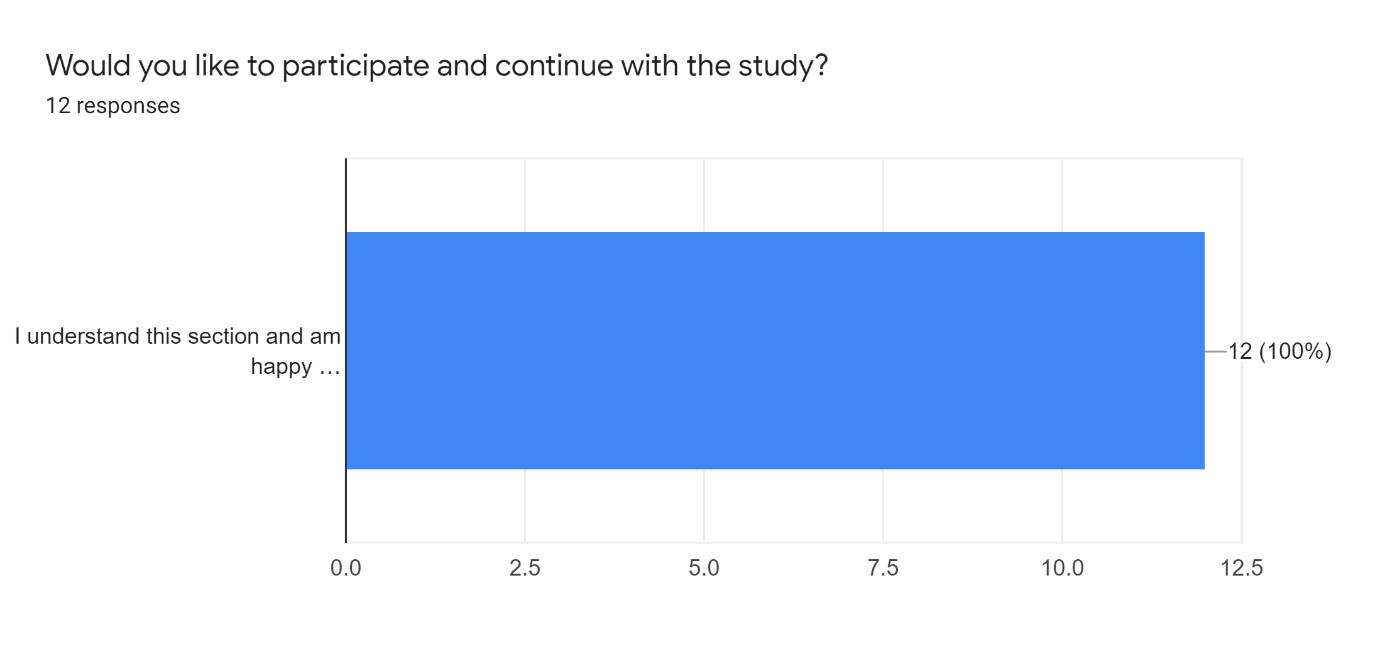 Would you like to participate and continue with the study?
12 responses
I understand this section and am
happy …
12 (100%)
0.0
2.5
5.0
7.5
10.0
12.5